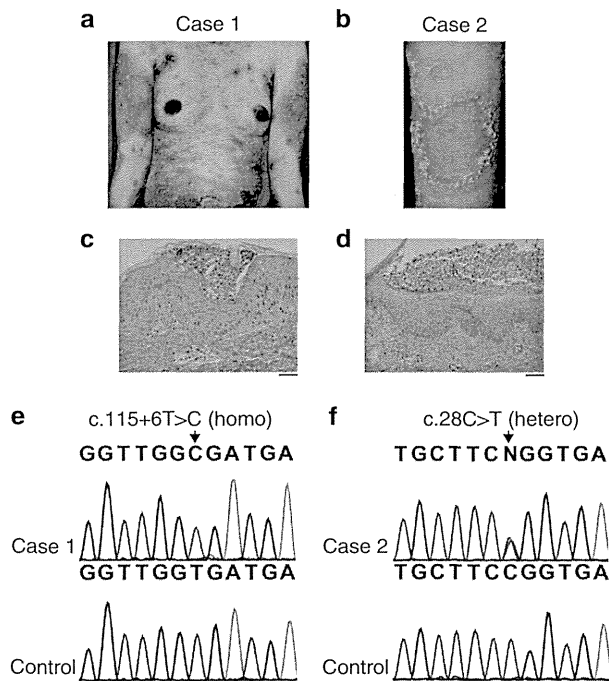 a Case 1
b Case 2
c
d
e c.115+6T>C (homo)
GGTTGGCGATGA
Case 1
GGTTGGTGATGA
Control
f c.28C>T (hetero)
TGCTTCNGGTGA
Case 2
TGCTTCCGGTGA
Control